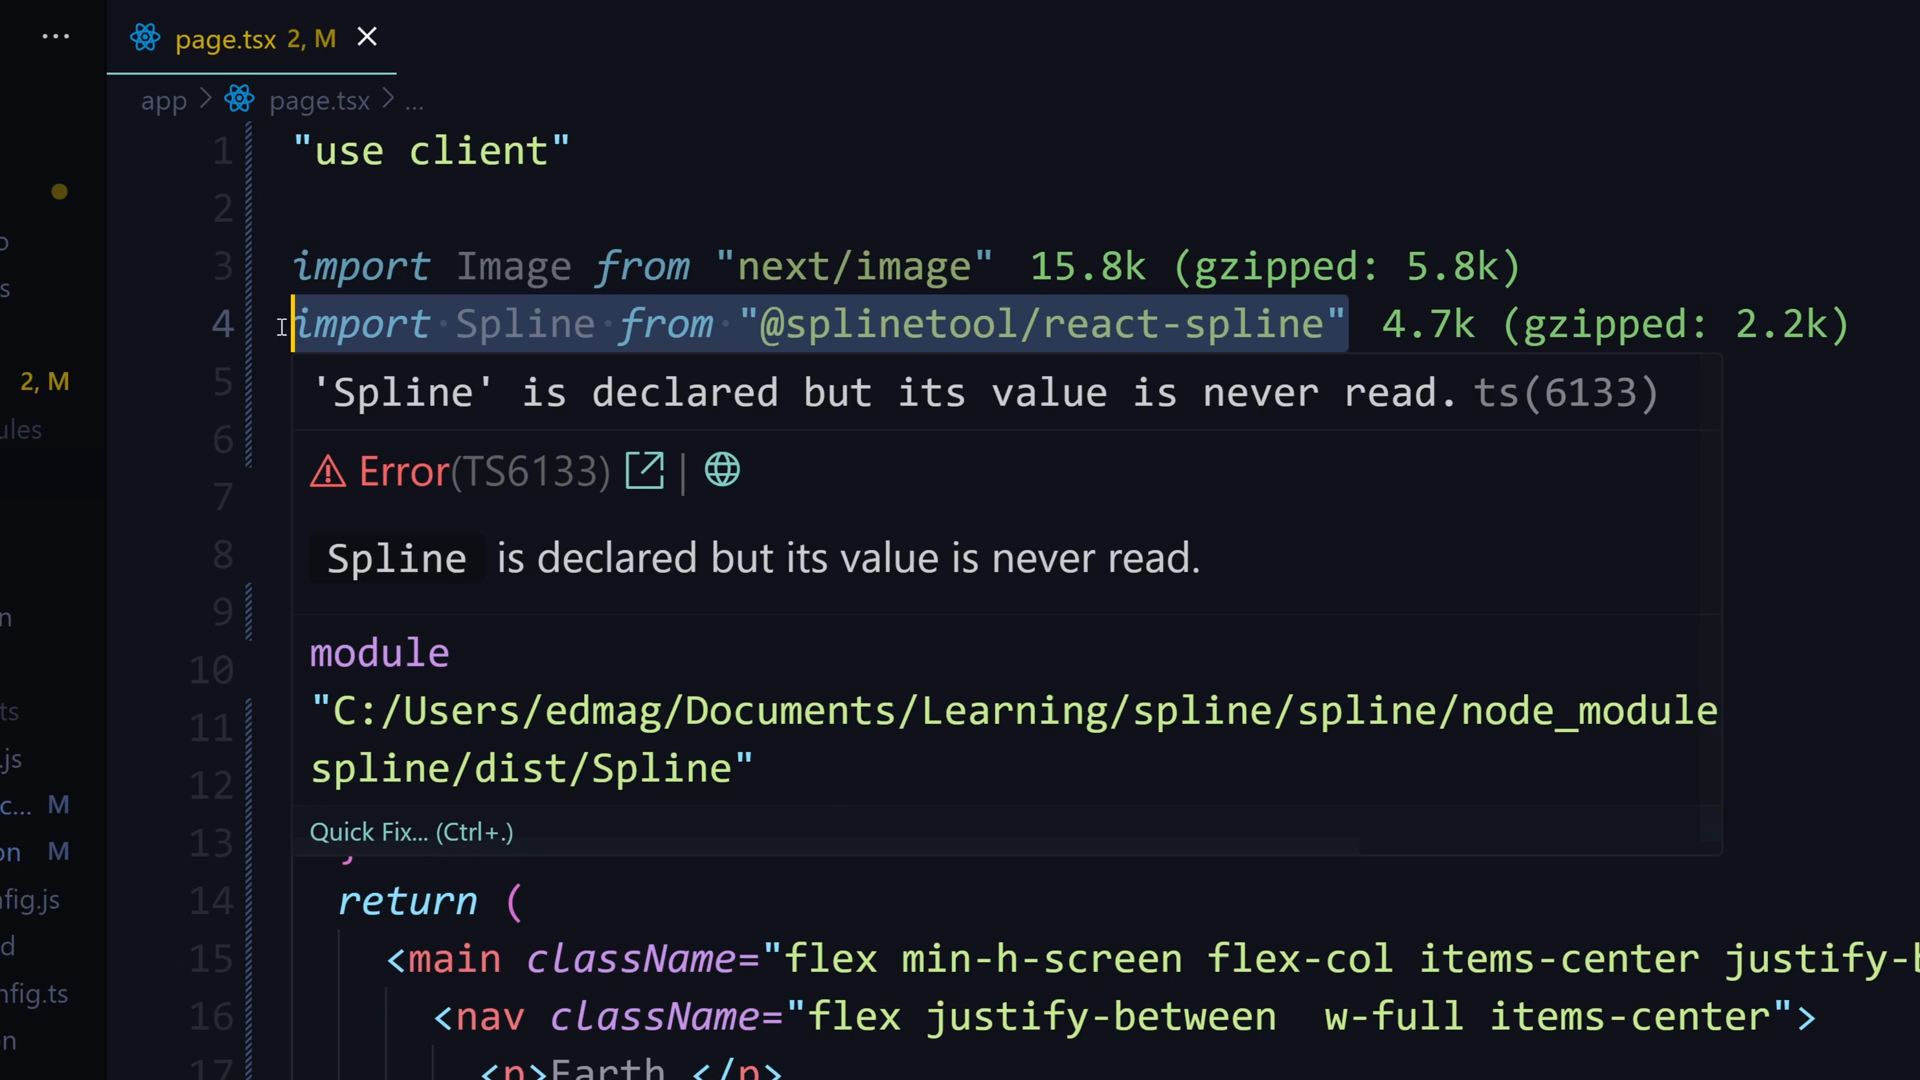 ...
page.tsx 2, M
app > page.tsx > ...
1 "use client"
2
3 import Image from "next/image" 15.8k (gzipped: 5.8k)
4 import Spline from "@splinetool/react-spline" 4.7k (gzipped: 2.2k)
5 'Spline' is declared but its value is never read. ts(6133)
2, M
ules
6 Error(TS6133) |
7
8 Spline is declared but its value is never read.
9
n
10 module
ts
11 "C:/Users/edmag/Documents/Learning/spline/spline/node_module
.js
12 spline/dist/Spline"
c... M
13 Quick Fix... (Ctrl+.)
on M
fig.js
14 return (
d
15 <main className="flex min-h-screen flex-col items-center justify-b
nfig.ts
16 <nav className="flex justify-between w-full items-center">
n
17 <p>Earth </p>